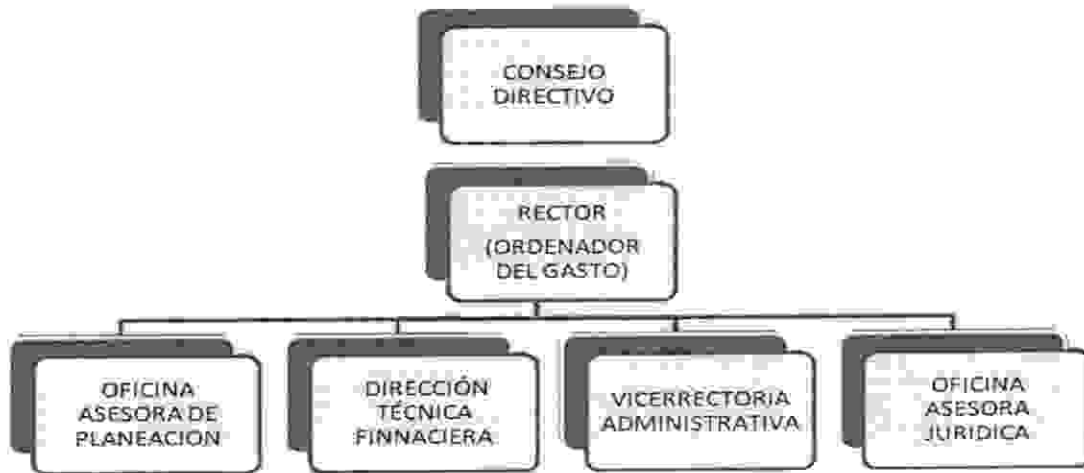 CONSEJO
DIRECTIVO
RECTOR
(ORDENADOR
DEL GASTO)
OFICINA
ASESORA DE
PLANEACION
DIRECCIÓN
TÉCNICA
FINNACIERA
VICERRECTORIA
ADMINISTRATIVA
OFICINA
ASESORA
JURIDICA